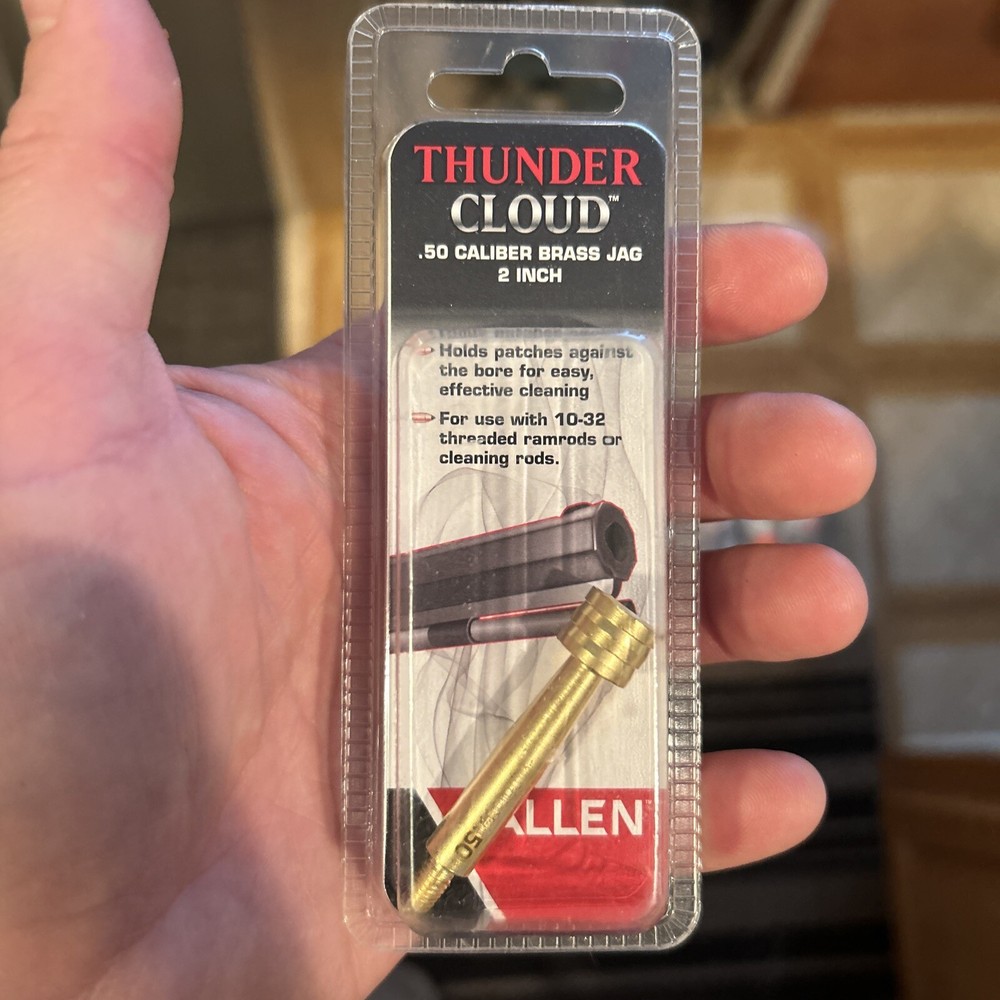 THUNDER
CLOUD™
.50 CALIBER BRASS JAG
2 INCH
Holds patches against
the bore for easy,
effective cleaning
For use with 10-32
threaded ramrods or
cleaning rods.
ALLEN
.50